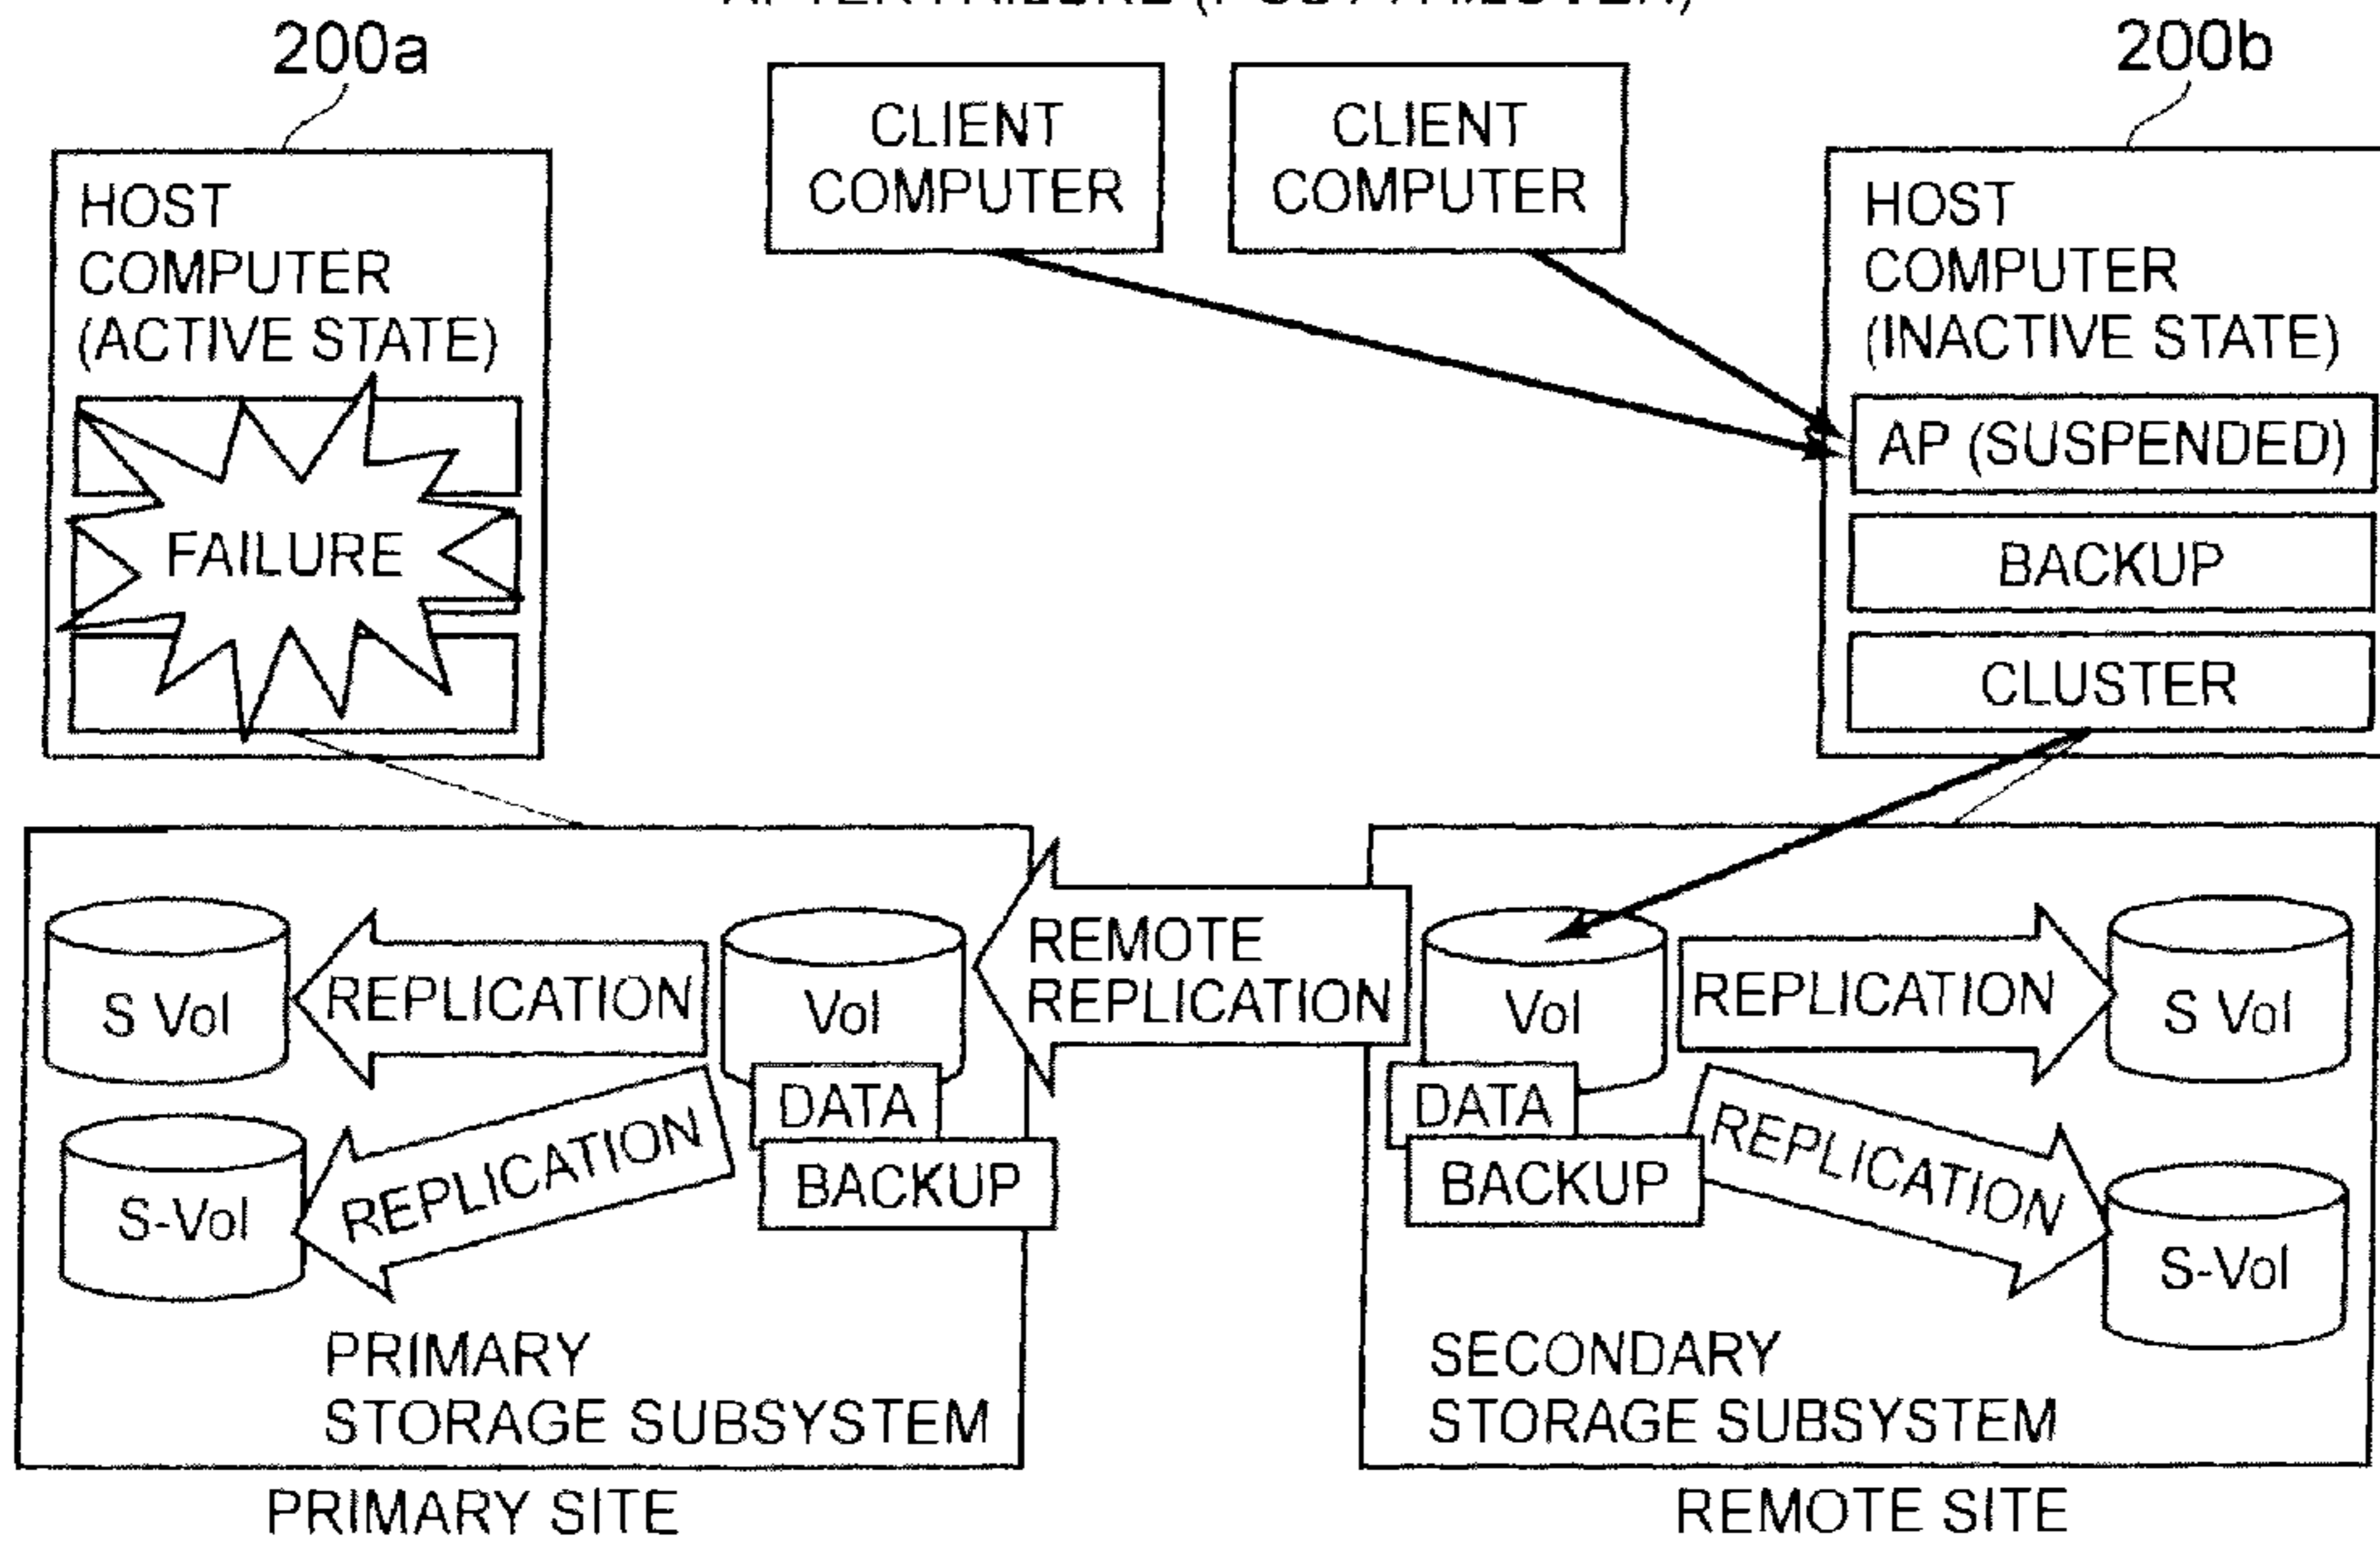 200a
200b
CLIENT
COMPUTER
CLIENT
COMPUTER
HOST
COMPUTER
(ACTIVE STATE)
FAILURE
HOST
COMPUTER
(INACTIVE STATE)
AP (SUSPENDED)
BACKUP
CLUSTER
S Vol
REPLICATION
Vol
REMOTE
REPLICATION
Vol
REPLICATION
S Vol
DATA
BACKUP
DATA
BACKUP
S-Vol
REPLICATION
REPLICATION
S-Vol
PRIMARY
STORAGE SUBSYSTEM
SECONDARY
STORAGE SUBSYSTEM
PRIMARY SITE
REMOTE SITE